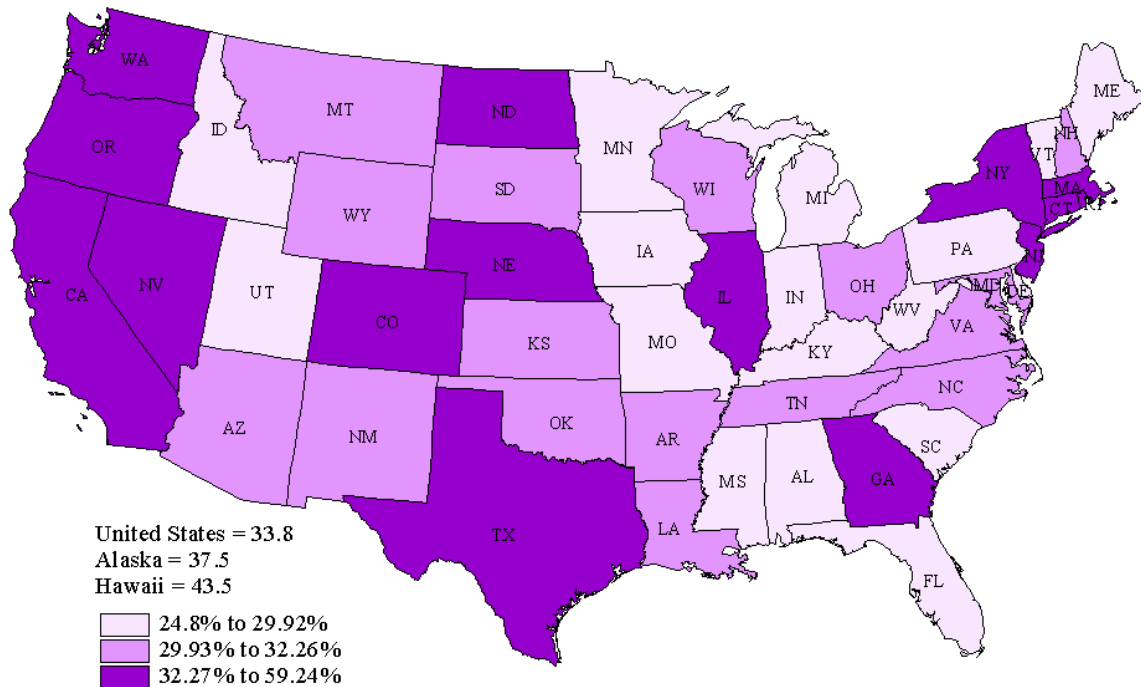 WA
MT
ND
ME
ID
OR
MN
VT
NH
NY
MA
SD
WI
MI
WY
CT
RI
IA
PA
NJ
NE
NV
UT
IL
IN
OH
MD
DE
CA
CO
WV
VA
KS
MO
KY
NC
TN
AZ
NM
OK
AR
SC
MS
AL
GA
LA
TX
FL
United States = 33.8
Alaska = 37.5
Hawaii = 43.5
24.8% to 29.92%
29.93% to 32.26%
32.27% to 59.24%